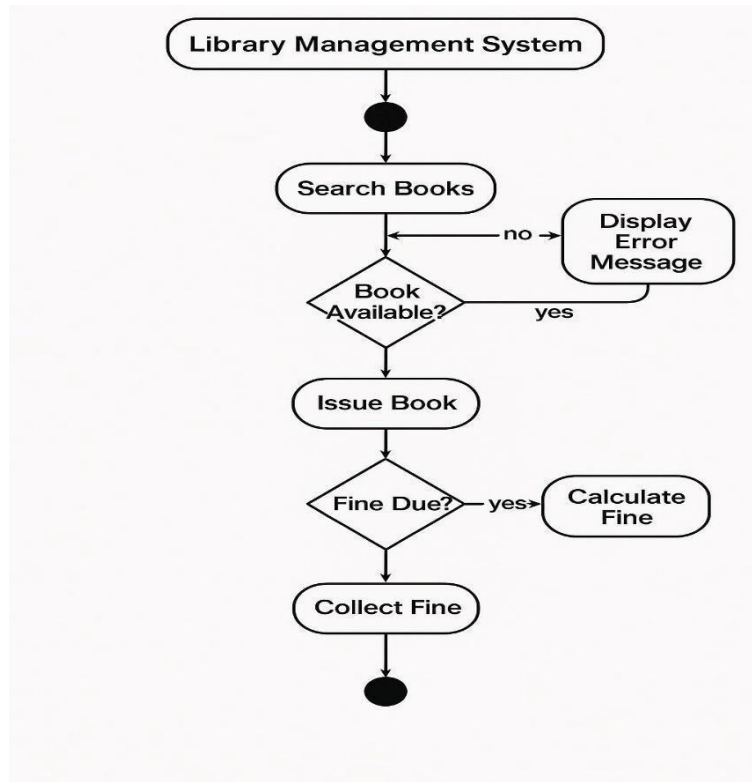 Library Management System
Search Books
no
Display
Error
Message
Book
Available?
yes
Issue Book
Fine Due?
yes
Calculate
Fine
Collect Fine